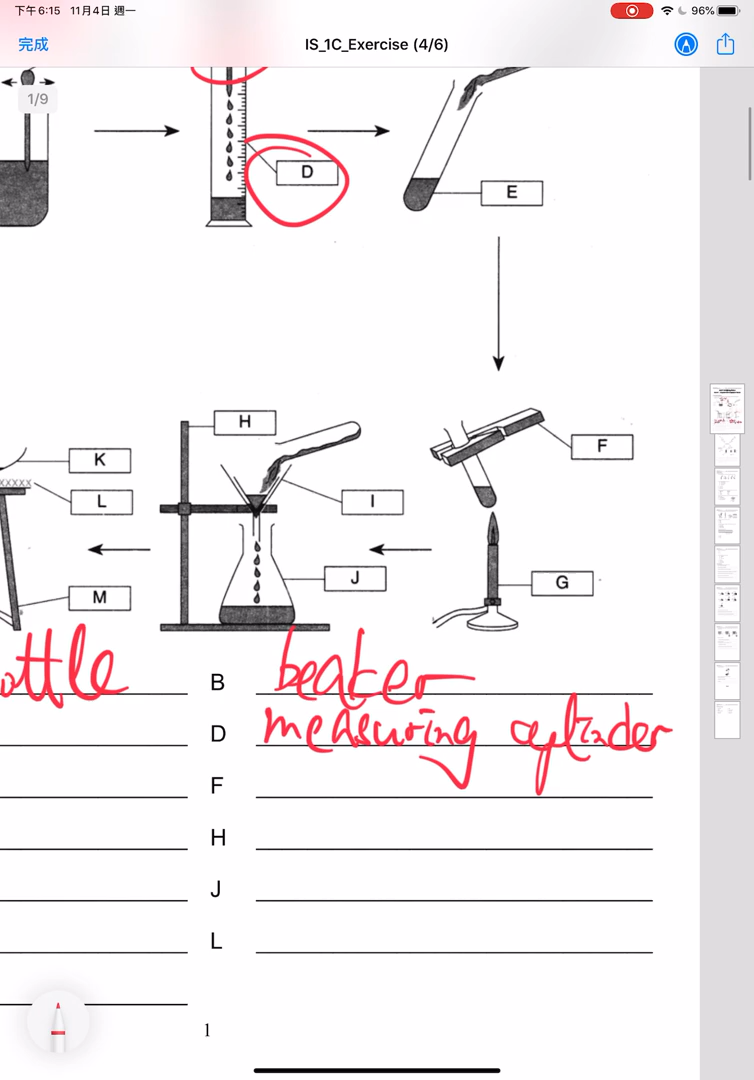 下午6:15 11月4日 週一
96%
完成
IS_1C_Exercise (4/6)
1/9
D
E
H
F
K
L
I
J
G
M
ottle
B beaker
D measuring cylinder
F
H
J
L
1